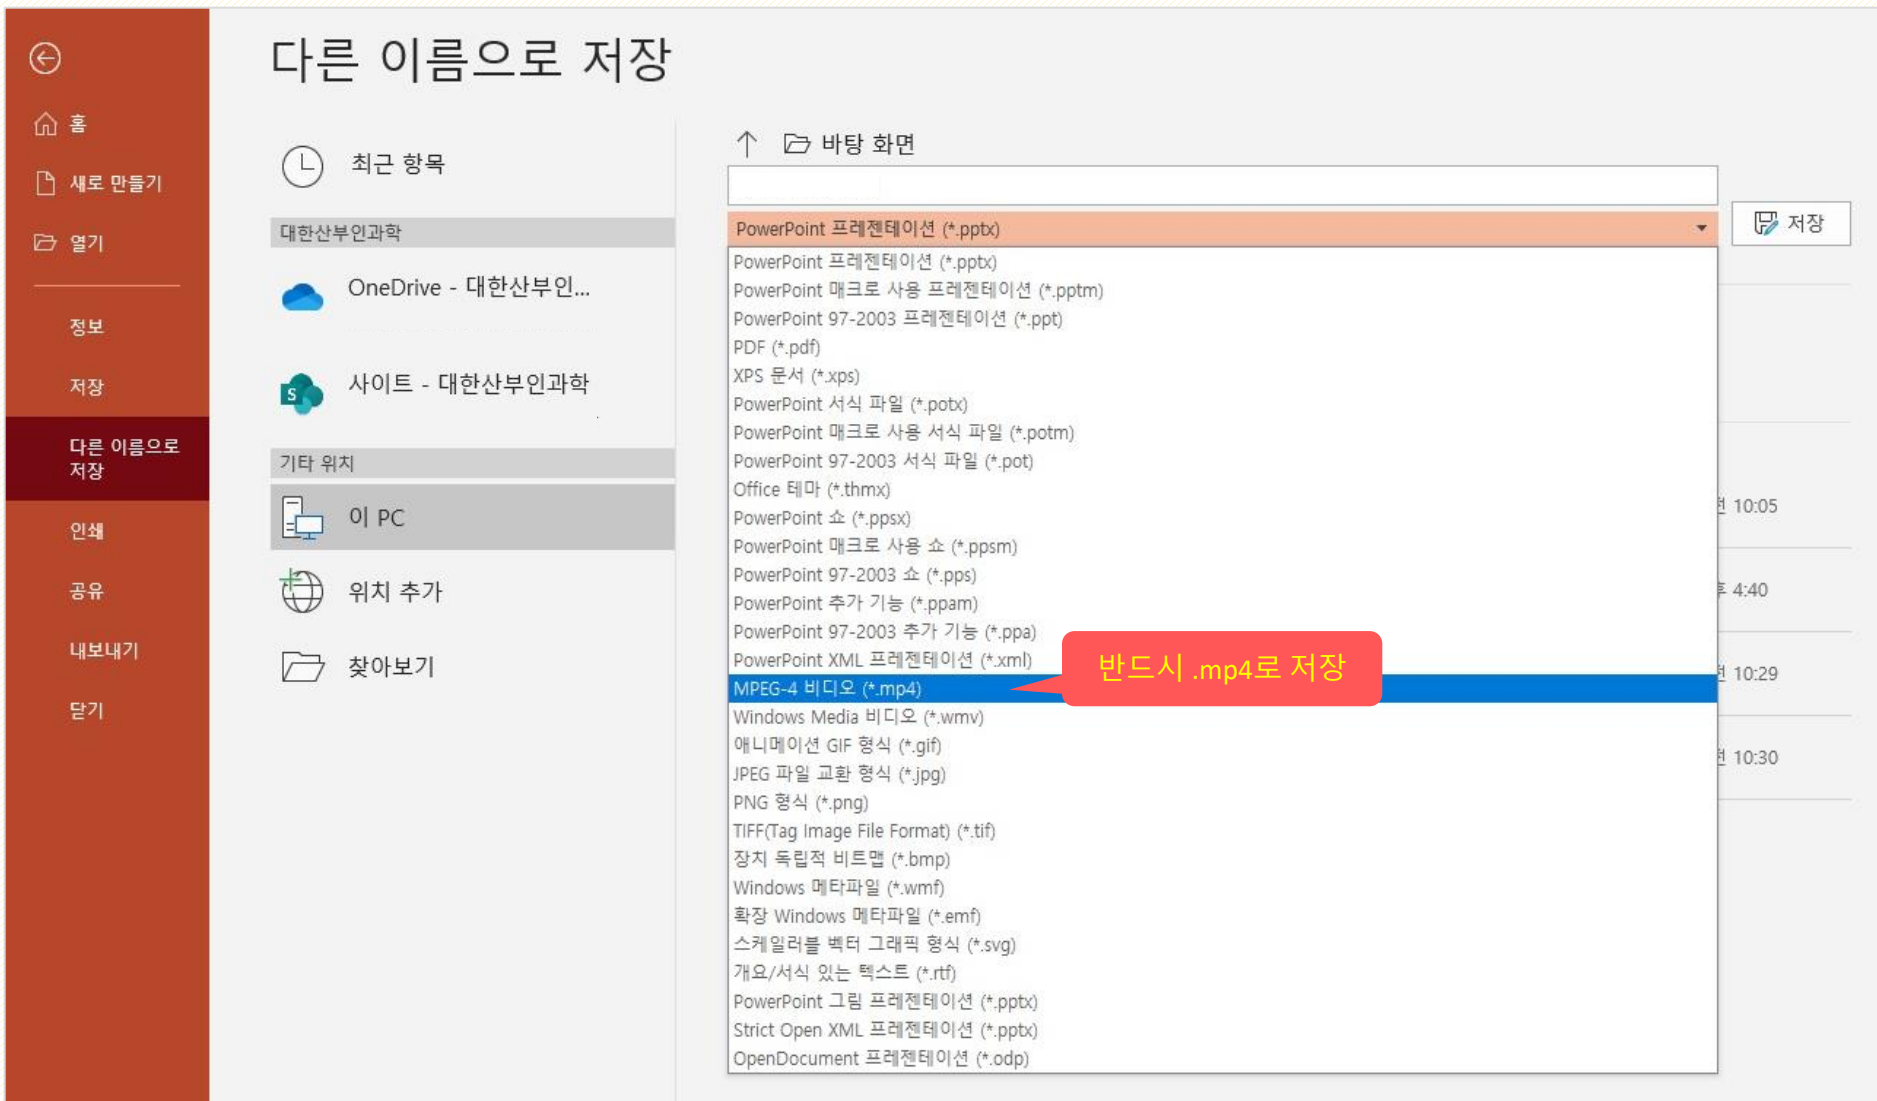 다른 이름으로 저장
홈
새로 만들기
열기
정보
저장
다른 이름으로
저장
인쇄
공유
내보내기
닫기
최근 항목
대한산부인과학
OneDrive - 대한산부인...
사이트 - 대한산부인과학
기타 위치
이 PC
위치 추가
찾아보기
바탕 화면
PowerPoint 프레젠테이션 (*.pptx)
저장
PowerPoint 프레젠테이션 (*.pptx)
PowerPoint 매크로 사용 프레젠테이션 (*.pptm)
PowerPoint 97-2003 프레젠테이션 (*.ppt)
PDF (*.pdf)
XPS 문서 (*.xps)
PowerPoint 서식 파일 (*.potx)
PowerPoint 매크로 사용 서식 파일 (*.potm)
PowerPoint 97-2003 서식 파일 (*.pot)
Office 테마 (*.thmx)
PowerPoint 쇼 (*.ppsx)
PowerPoint 매크로 사용 쇼 (*.ppsm)
PowerPoint 97-2003 쇼 (*.pps)
PowerPoint 추가 기능 (*.ppam)
PowerPoint 97-2003 추가 기능 (*.ppa)
PowerPoint XML 프레젠테이션 (*.xml)
MPEG-4 비디오 (*.mp4)
반드시 .mp4로 저장
Windows Media 비디오 (*.wmv)
애니메이션 GIF 형식 (*.gif)
JPEG 파일 교환 형식 (*.jpg)
PNG 형식 (*.png)
TIFF(Tag Image File Format) (*.tif)
장치 독립적 비트맵 (*.bmp)
Windows 메타파일 (*.wmf)
확장 Windows 메타파일 (*.emf)
스케일러블 벡터 그래픽 형식 (*.svg)
개요/서식 있는 텍스트 (*.rtf)
PowerPoint 그림 프레젠테이션 (*.pptx)
Strict Open XML 프레젠테이션 (*.pptx)
OpenDocument 프레젠테이션 (*.odp)
10:05
4:40
10:29
10:30